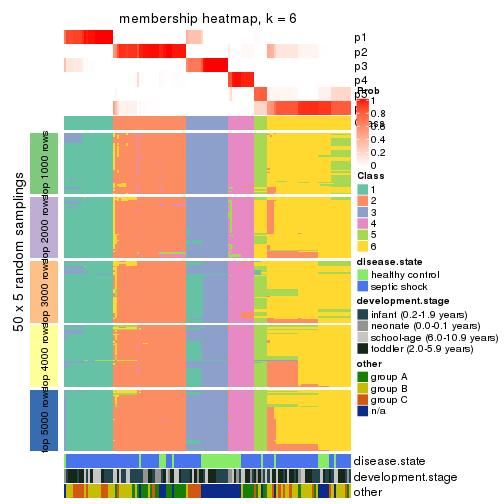 membership heatmap, k = 6
p1
p2
p3
p4
Prob
1
0.8
0.6
0.4
0.2
0
Class
1
2
3
4
5
6
disease.state
healthy control
septic shock
development.stage
infant (0.2-1.9 years)
neonate (0.0-0.1 years)
school-age (6.0-10.9 years)
toddler (2.0-5.9 years)
other
group A
group B
group C
n/a
50 x 5 random samplings
top 1000 rows
top 2000 rows
top 3000 rows
top 4000 rows
top 5000 rows
disease.state
development.stage
other